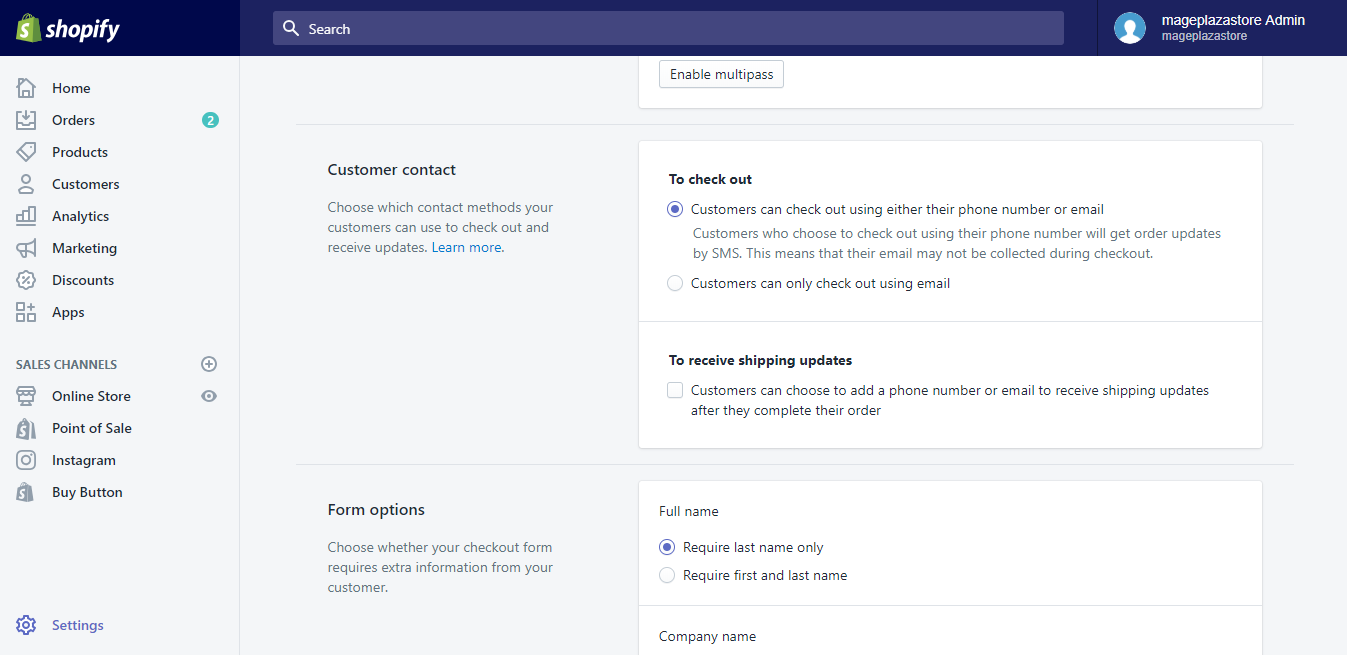 shopify
Search
mageplazastore Admin
mageplazastore
Home
Orders
2
Products
Customers
Analytics
Marketing
Discounts
Apps
SALES CHANNELS
Online Store
Point of Sale
Instagram
Buy Button
Settings
Enable multipass
Customer contact
Choose which contact methods your
customers can use to check out and
receive updates. Learn more.
To check out
Customers can check out using either their phone number or email
Customers who choose to check out using their phone number will get order updates
by SMS. This means that their email may not be collected during checkout.
Customers can only check out using email
To receive shipping updates
Customers can choose to add a phone number or email to receive shipping updates
after they complete their order
Form options
Choose whether your checkout form
requires extra information from your
customer.
Full name
Require last name only
Require first and last name
Company name